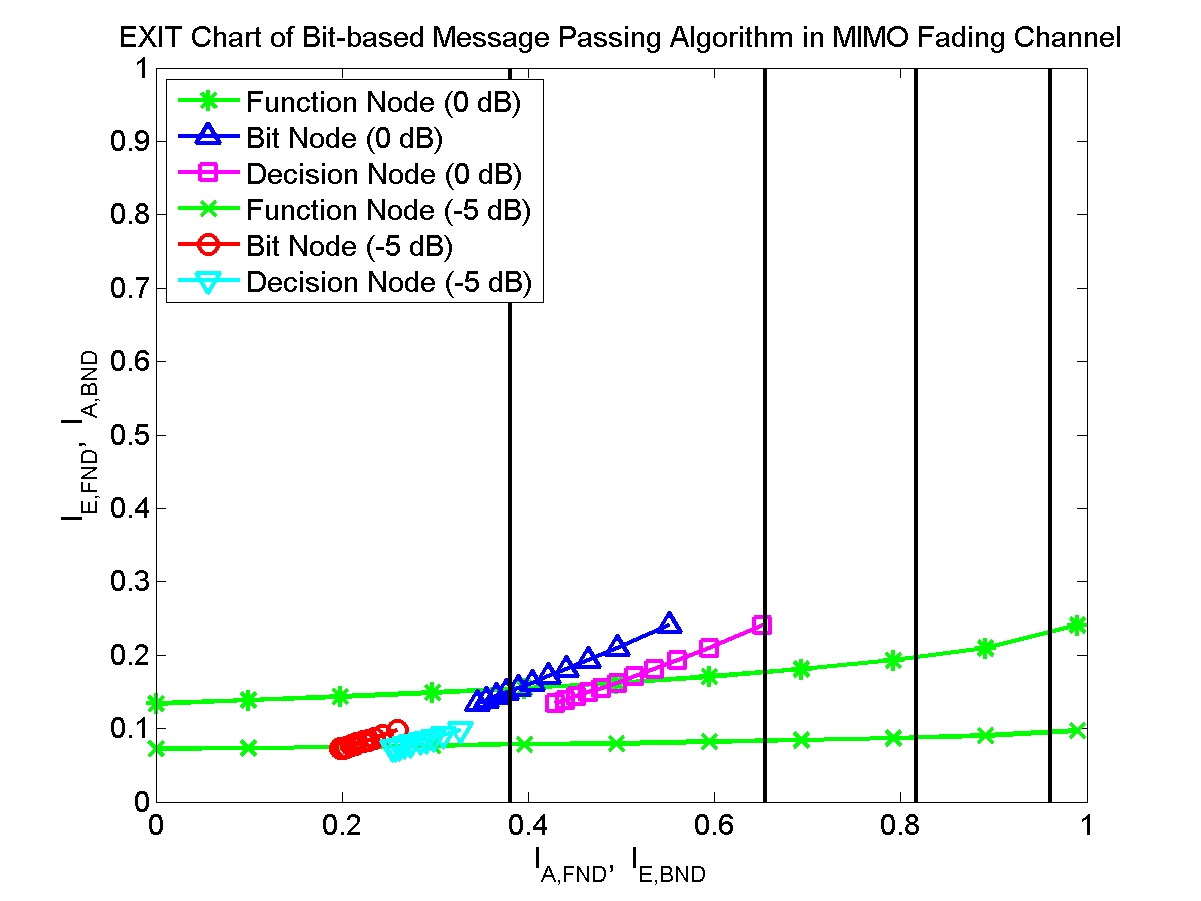 EXIT Chart of Bit-based Message Passing Algorithm in MIMO Fading Channel
1
0.9
0.8
0.7
0.6
0.5
0.4
0.3
0.2
0.1
0
Function Node (0 dB)
Bit Node (0 dB)
Decision Node (0 dB)
Function Node (-5 dB)
Bit Node (-5 dB)
Decision Node (-5 dB)
I_E,FND, I_A,BND
0 0.2 0.4 0.6 0.8 1
I_A,FND, I_E,BND